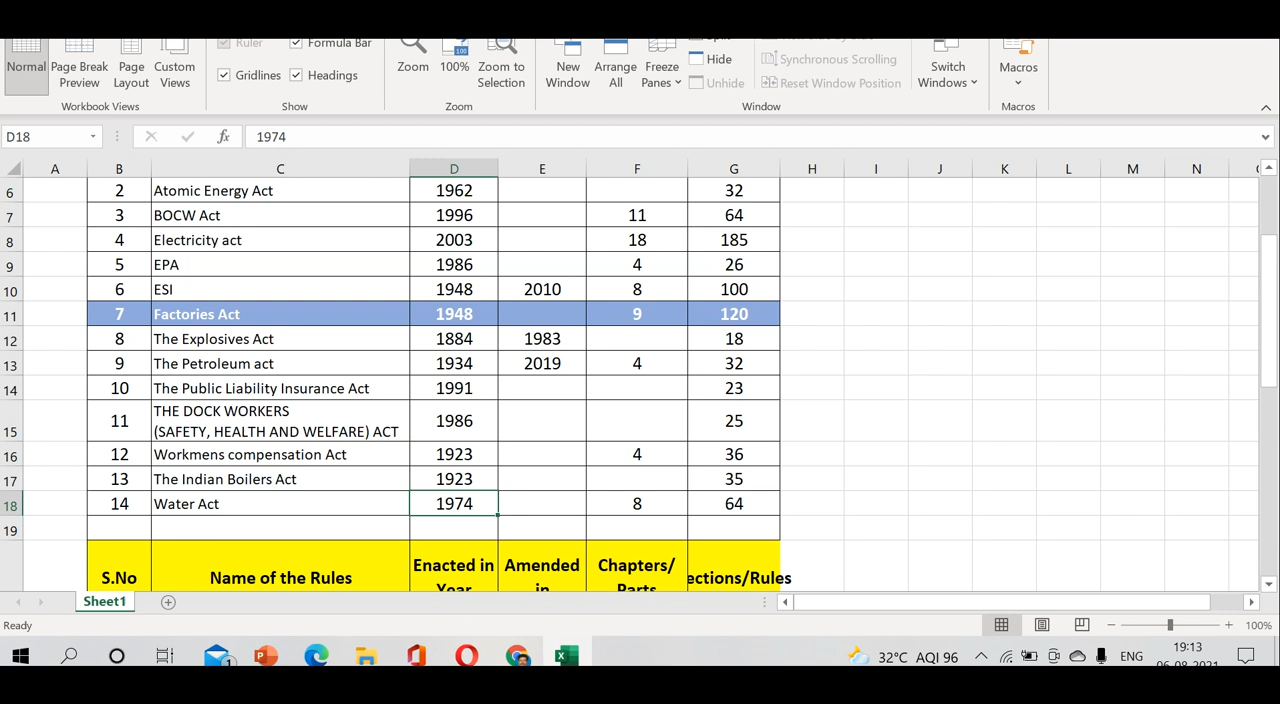 Ruler Formula Bar
Gridlines Headings
Normal Page Break Preview Page Layout Custom Views
Zoom 100% Zoom to Selection
New Window Arrange All Freeze Panes
Split
Hide
Unhide
Synchronous Scrolling
Reset Window Position
Switch Windows Macros
Workbook Views Show Zoom Window Macros
D18 fx 1974
A B C D E F G H I J K L M N
6 2 Atomic Energy Act 1962 32
7 3 BOCW Act 1996 11 64
8 4 Electricity act 2003 18 185
9 5 EPA 1986 4 26
10 6 ESI 1948 2010 8 100
11 7 Factories Act 1948 9 120
12 8 The Explosives Act 1884 1983 18
13 9 The Petroleum act 1934 2019 4 32
14 10 The Public Liability Insurance Act 1991 23
15 11 THE DOCK WORKERS
(SAFETY, HEALTH AND WELFARE) ACT 1986 25
16 12 Workmens compensation Act 1923 4 36
17 13 The Indian Boilers Act 1923 35
18 14 Water Act 1974 8 64
19
S.No Name of the Rules Enacted in Year Amended in Chapters/ Parts ections/Rules
Sheet1
Ready 100%
1 32°C AQI 96 ENG 19:13
06-08-2021